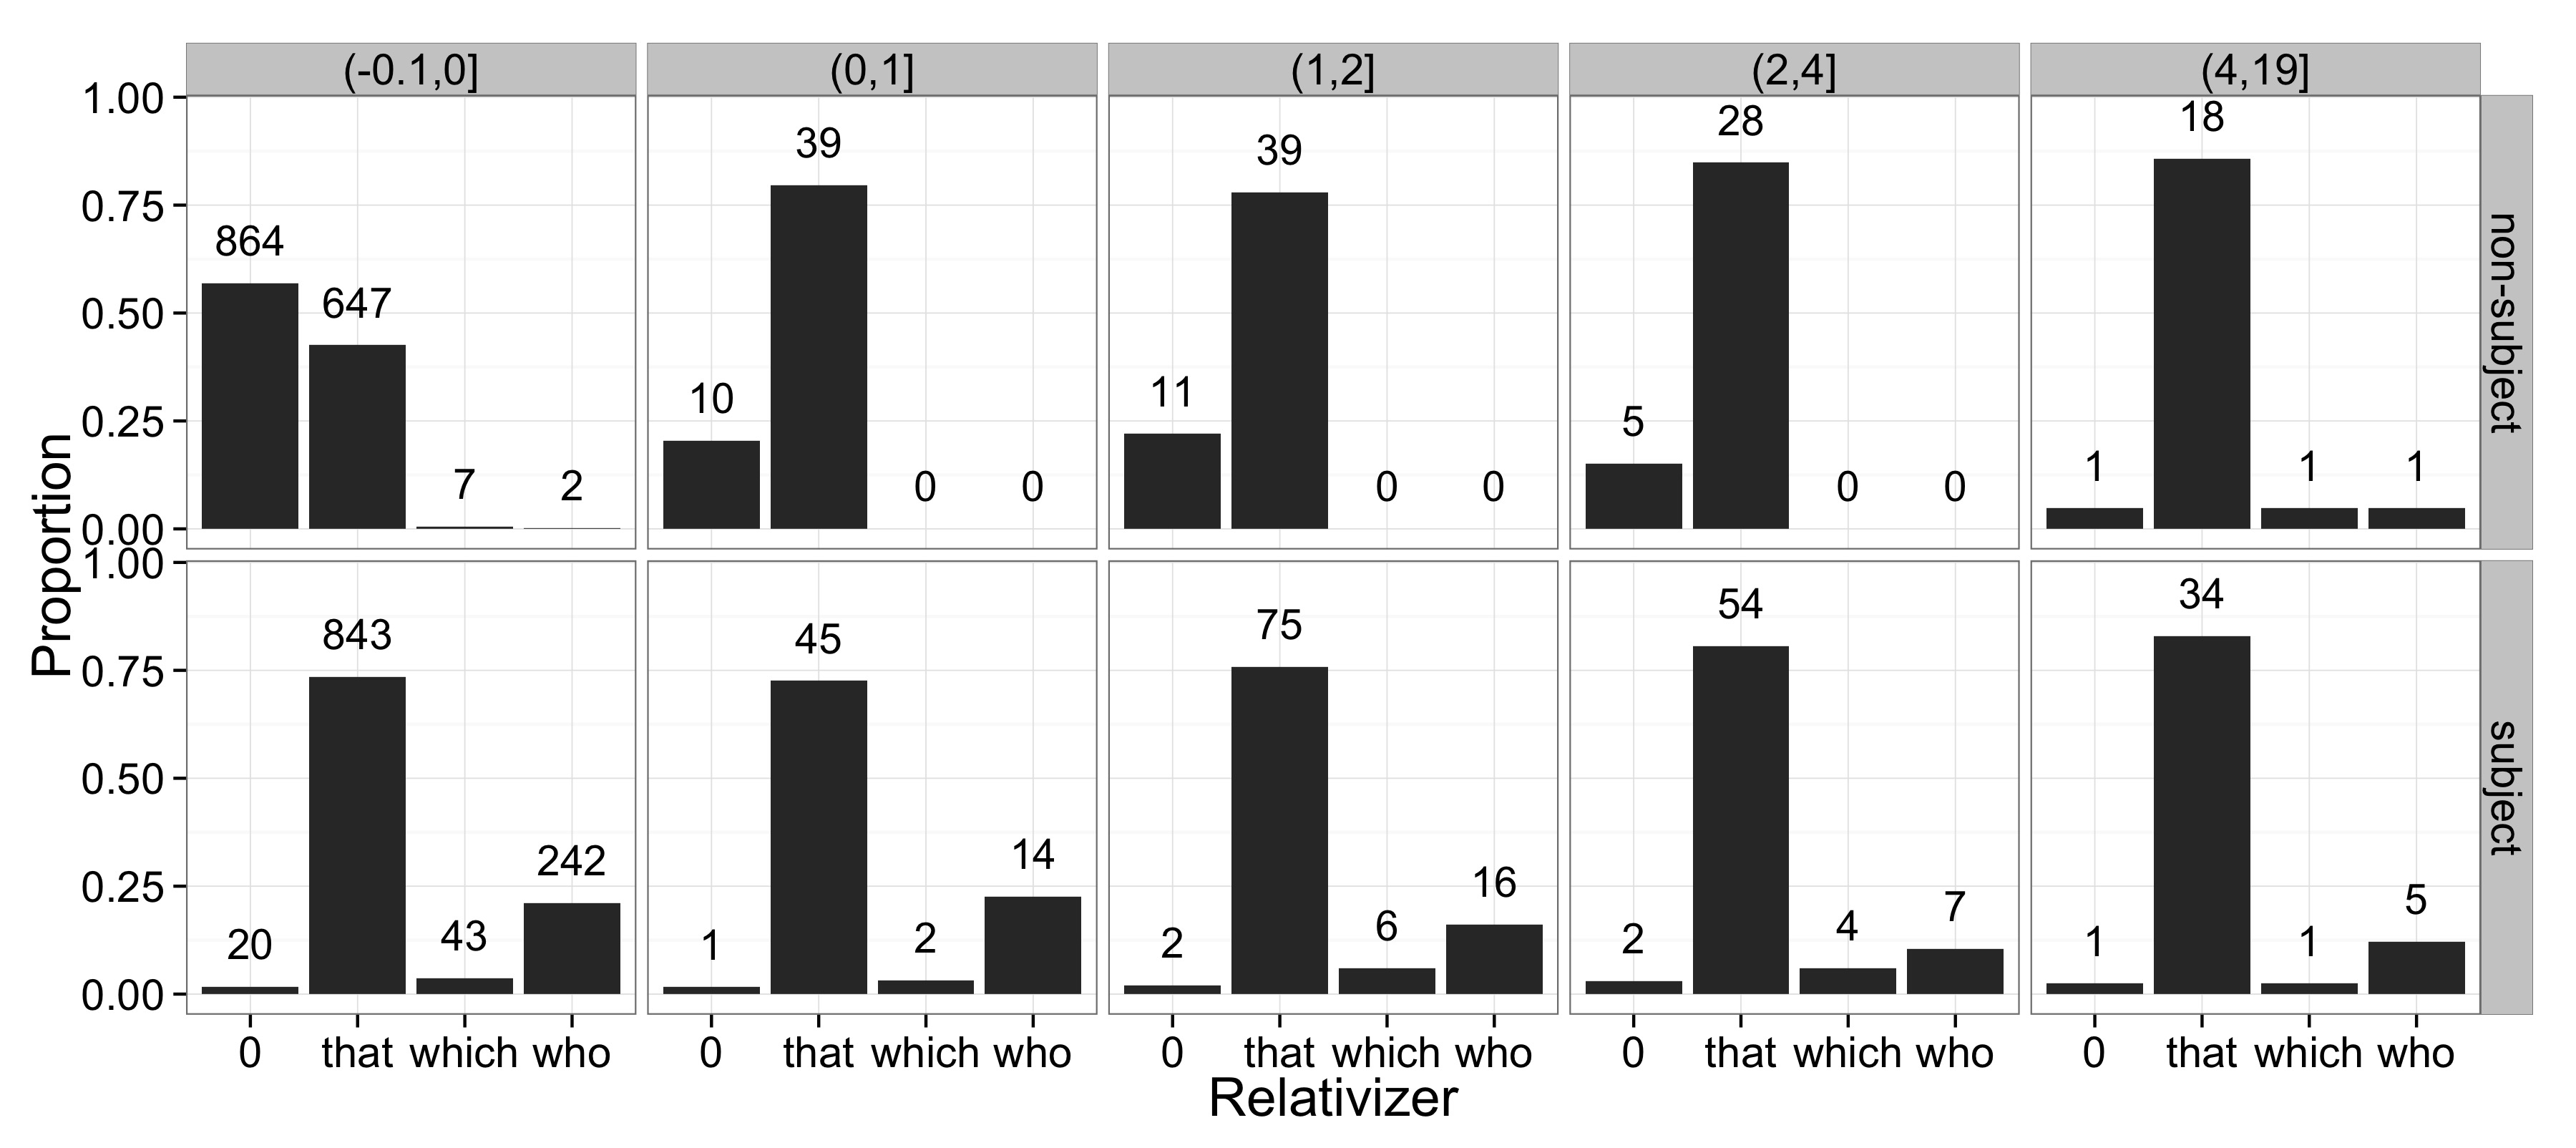 (-0.1,0] (0,1] (1,2] (2,4] (4,19]
1.00
0.75
0.50
0.25
0.00
864 647 7 2
10 39 0 0
11 39 0 0
5 28 0 0
1 18 1 1
non-subject
1.00
0.75
0.50
0.25
0.00
20 843 43 242
1 45 2 14
2 75 6 16
2 54 4 7
1 34 1 5
subject
Proportion
0 that which who 0 that which who 0 that which who 0 that which who 0 that which who
Relativizer